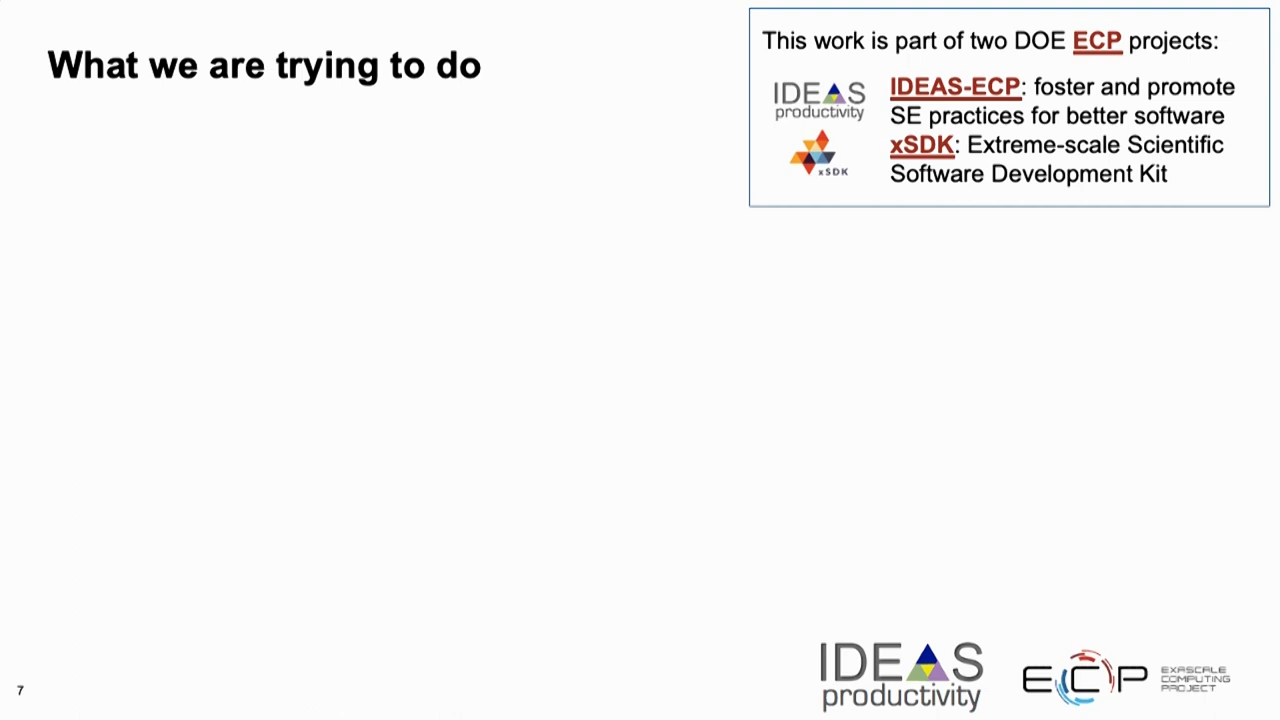 What we are trying to do
This work is part of two DOE ECP projects:
IDEAS
productivity
IDEAS-ECP: foster and promote
SE practices for better software
xSDK
xSDK: Extreme-scale Scientific
Software Development Kit
7
IDEAS
productivity
ECP
EXASCALE
COMPUTING
PROJECT